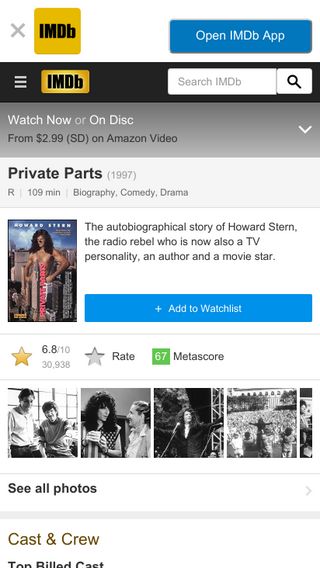 IMDb
Open IMDb App
IMDb
Search IMDb
Watch Now or On Disc
From $2.99 (SD) on Amazon Video
Private Parts (1997)
R | 109 min | Biography, Comedy, Drama
HOWARD STERN
The autobiographical story of Howard Stern,
the radio rebel who is now also a TV
personality, an author and a movie star.
+ Add to Watchlist
6.8/10
30,938
Rate
67 Metascore
See all photos
Cast & Crew
Top Billed Cast